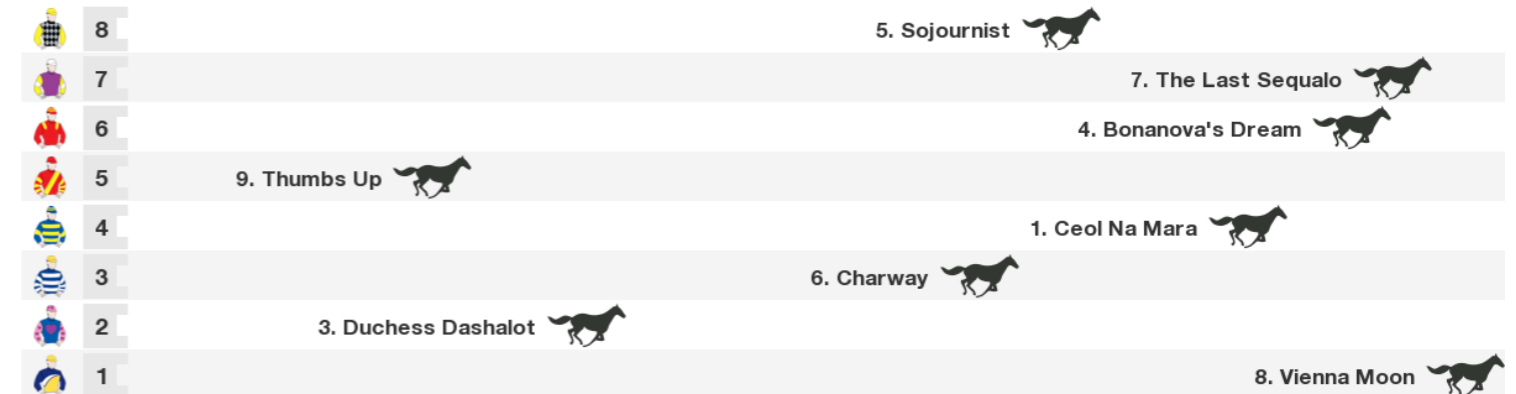 8 5. Sojournist
7 7. The Last Sequalo
6 4. Bonanova's Dream
5 9. Thumbs Up
4 1. Ceol Na Mara
3 6. Charway
2 3. Duchess Dashalot
1 8. Vienna Moon